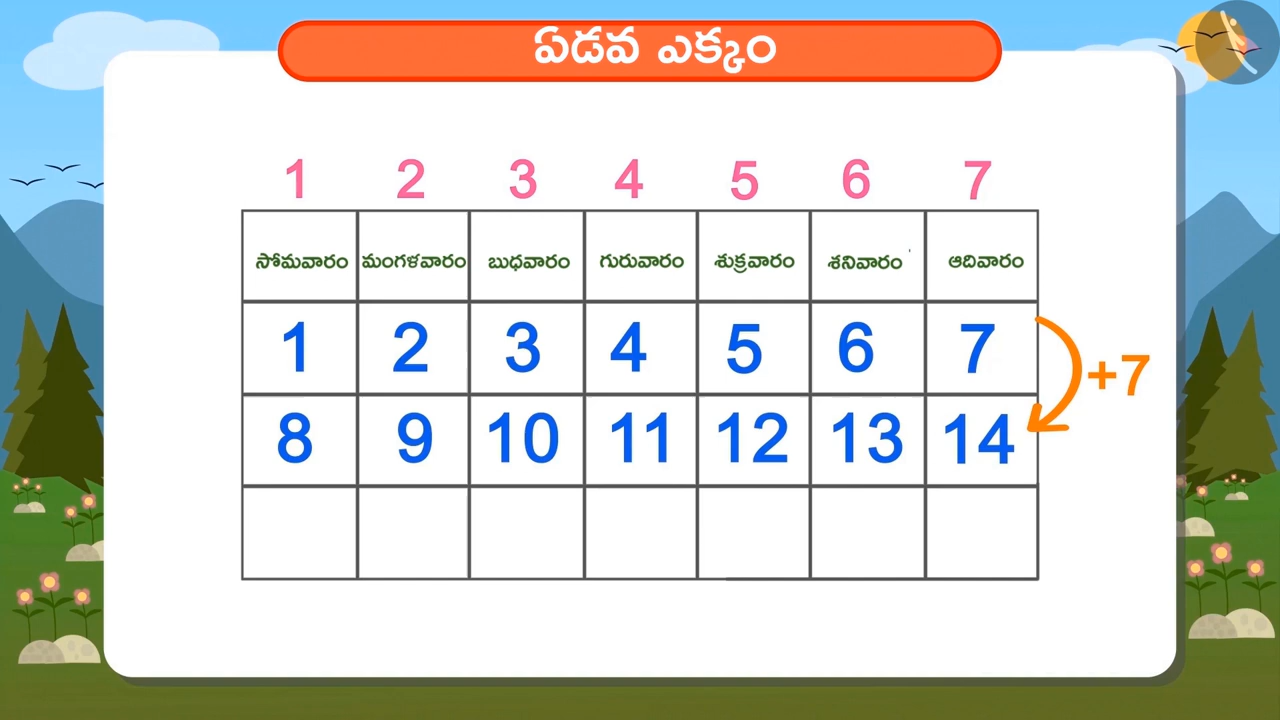 ఏడవ ఎక్కం
1 2 3 4 5 6 7
సోమవారం మంగళవారం బుధవారం గురువారం శుక్రవారం శనివారం ఆదివారం
1 2 3 4 5 6 7
+7
8 9 10 11 12 13 14